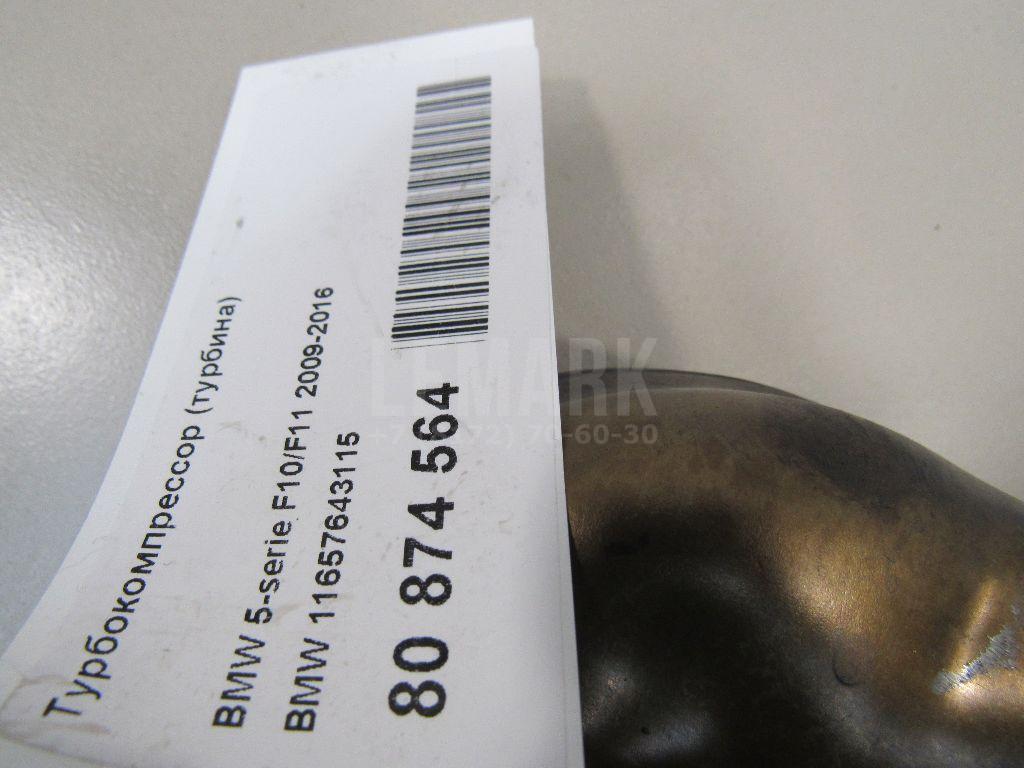 Турбокомпрессор (турбина)
BMW 5-serie F10/F11 2009-2016
BMW 11657643115
80 874 564
LEMARK